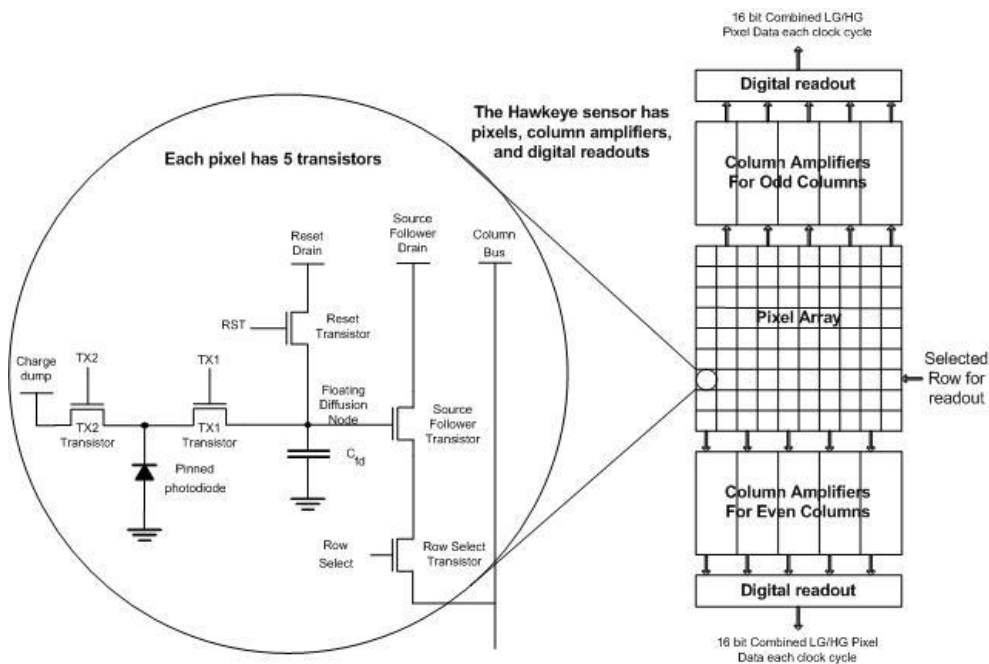 16 bit Combined LG/HG
Pixel Data each clock cycle
Digital readout
The Hawkeye sensor has
pixels, column amplifiers,
and digital readouts
Column Amplifiers
For Odd Columns
Each pixel has 5 transistors
Source
Follower
Drain
Reset
Drain
Column
Bus
RST
Reset
Transistor
Pixel Array
Charge
dump
TX2
TX1
Selected
Row for
readout
Floating
Diffusion
Node
TX2
Transistor
TX1
Transistor
Source
Follower
Transistor
Cfd
Pinned
photodiode
Column Amplifiers
For Even Columns
Row
Select
Row Select
Transistor
Digital readout
16 bit Combined LG/HG Pixel
Data each clock cycle